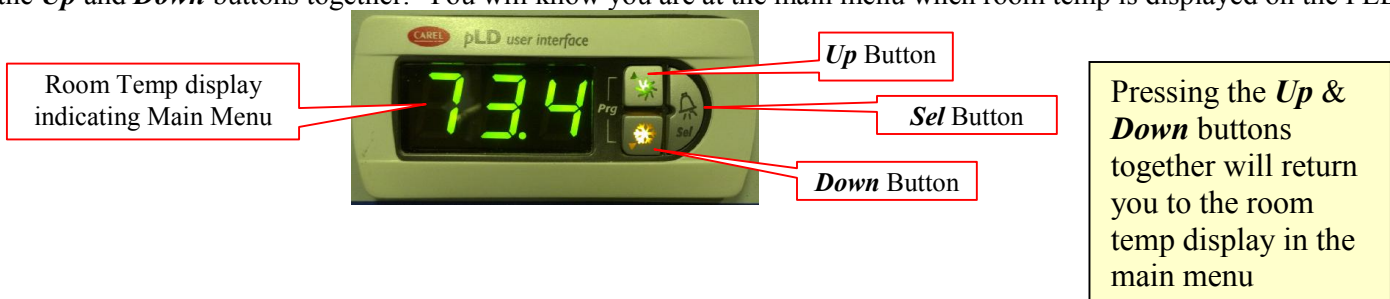 the Up and Down buttons together. You will know you are at the main menu when room temp is displayed on the PLD
CAREL pLD user interface
Room Temp display
indicating Main Menu
73.4
Prg
Sel
Up Button
Sel Button
Down Button
Pressing the Up &
Down buttons
together will return
you to the room
temp display in the
main menu